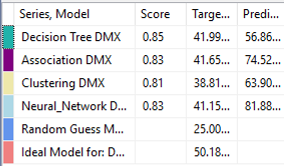 Series, Model Score Targe... Predi...
Decision Tree DMX 0.85 41.99... 56.86...
Association DMX 0.83 41.65... 74.52...
Clustering DMX 0.81 38.81... 63.90...
Neural_Network D... 0.83 41.15... 81.88...
Random Guess M... 25.00...
Ideal Model for: D... 50.18...